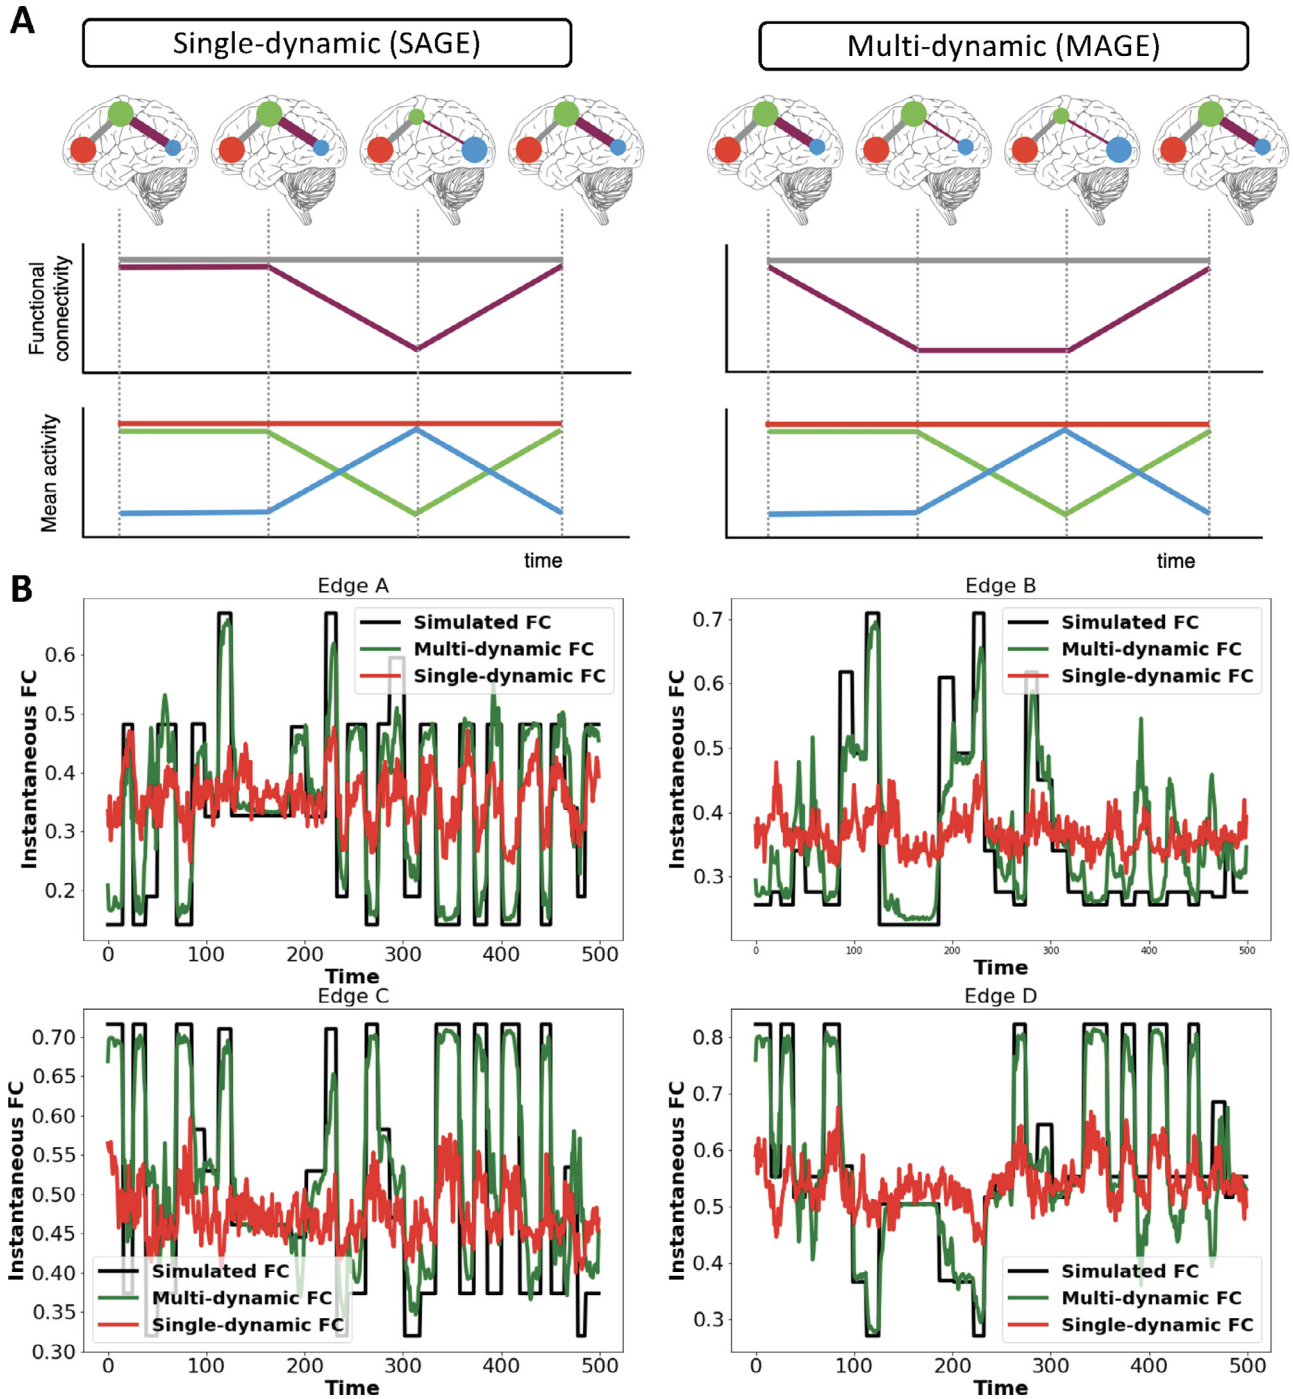 A
Single-dynamic (SAGE)
Multi-dynamic (MAGE)
Functional
connectivity
Mean activity
time
time
B
Edge A
Instantaneous FC
0.6
0.5
0.4
0.3
0.2
Simulated FC
Multi-dynamic FC
Single-dynamic FC
0
100
200
300
400
500
Time
Edge B
Instantaneous FC
0.7
0.6
0.5
0.4
0.3
Simulated FC
Multi-dynamic FC
Single-dynamic FC
0
100
200
300
400
500
Time
Edge C
Instantaneous FC
0.70
0.65
0.60
0.55
0.50
0.45
0.40
0.35
0.30
Simulated FC
Multi-dynamic FC
Single-dynamic FC
0
100
200
300
400
500
Time
Edge D
Instantaneous FC
0.8
0.7
0.6
0.5
0.4
0.3
Simulated FC
Multi-dynamic FC
Single-dynamic FC
0
100
200
300
400
500
Time